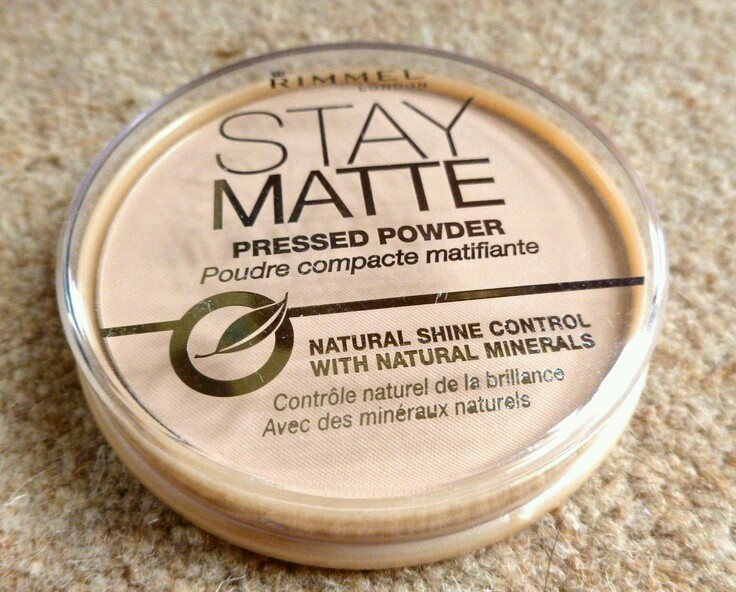 RIMMEL
LONDON
STAY
MATTE
PRESSED POWDER
Poudre compacte matifiante
NATURAL SHINE CONTROL
WITH NATURAL MINERALS
Contrôle naturel de la brillance
Avec des minéraux naturels